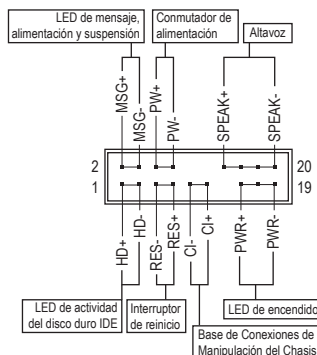 LED de mensaje,
alimentación y suspensión
Conmutador de
alimentación
Altavoz
MSG+
MSG-
PW+
PW-
SPEAK+
SPEAK-
2
20
1
19
HD+
HD-
RES-
RES+
CI-
CI+
PWR+
PWR-
LED de actividad
del disco duro IDE
Interruptor
de reinicio
LED de encendido
Base de Conexiones de
Manipulación del Chasis